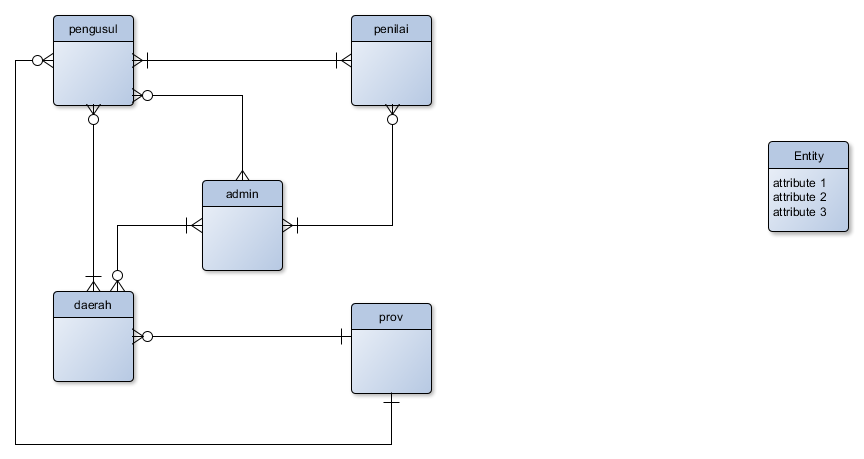 pengusul
penilai
Entity
attribute 1
attribute 2
attribute 3
admin
daerah
prov